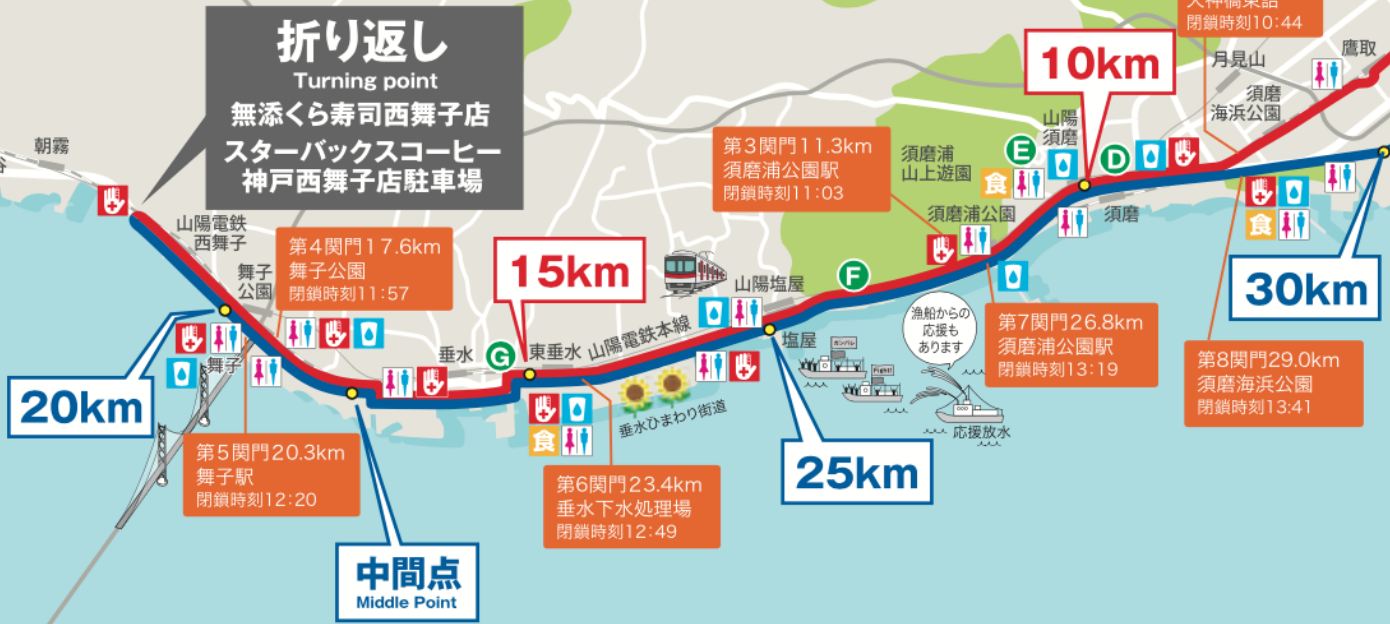 折り返し
Turning point
無添くら寿司西舞子店
スターバックスコーヒー
神戸西舞子店駐車場
閉鎖時刻10:44
鷹取
月見山
須磨
海浜公園
10km
山陽
須磨
E
D
食
第3関門11.3km
須磨浦公園駅
閉鎖時刻11:03
須磨浦
山上遊園
須磨浦公園
須磨
朝霧
山陽電鉄
西舞子
舞子
公園
第4関門17.6km
舞子公園
閉鎖時刻11:57
15km
山陽塩屋
F
食
30km
漁船からの
応援も
あります
第7関門26.8km
須磨浦公園駅
閉鎖時刻13:19
第8関門29.0km
須磨海浜公園
閉鎖時刻13:41
20km
舞子
垂水
G
東垂水
山陽電鉄本線
塩屋
ガンバレ
Fight!
応援放水
食
垂水ひまわり街道
25km
第5関門20.3km
舞子駅
閉鎖時刻12:20
第6関門23.4km
垂水下水処理場
閉鎖時刻12:49
中間点
Middle Point